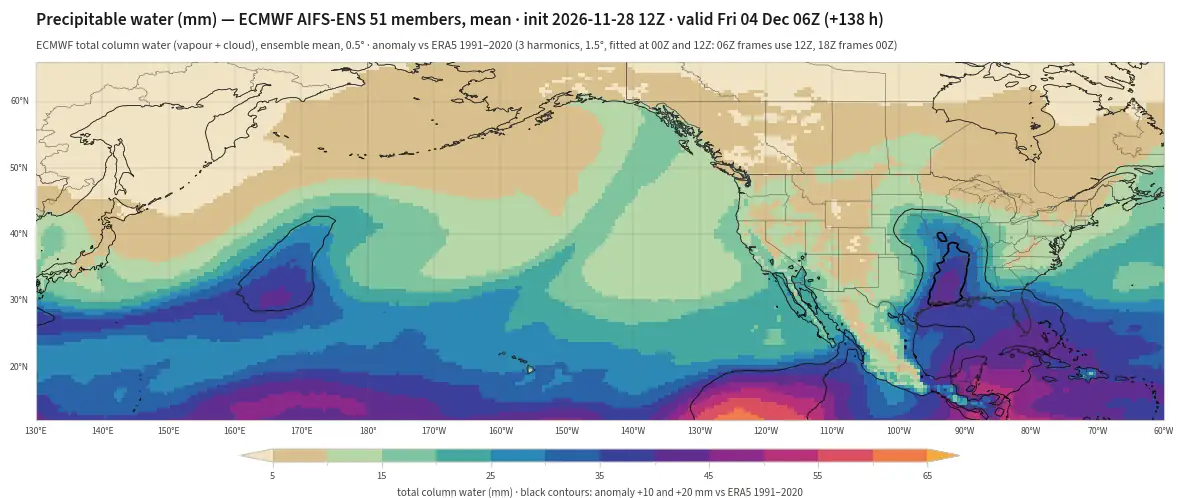 Precipitable water (mm) — ECMWF AIFS-ENS 51 members, mean · init 2026-11-28 12Z · valid Fri 04 Dec 06Z (+138 h)
ECMWF total column water (vapour + cloud), ensemble mean, 0.5° · anomaly vs ERA5 1991–2020 (3 harmonics, 1.5°, fitted at 00Z and 12Z: 06Z frames use 12Z, 18Z frames 00Z)
60°N
50°N
40°N
30°N
20°N
130°E 140°E 150°E 160°E 170°E 180° 170°W 160°W 150°W 140°W 130°W 120°W 110°W 100°W 90°W 80°W 70°W 60°W
5 15 25 35 45 55 65
total column water (mm) · black contours: anomaly +10 and +20 mm vs ERA5 1991–2020